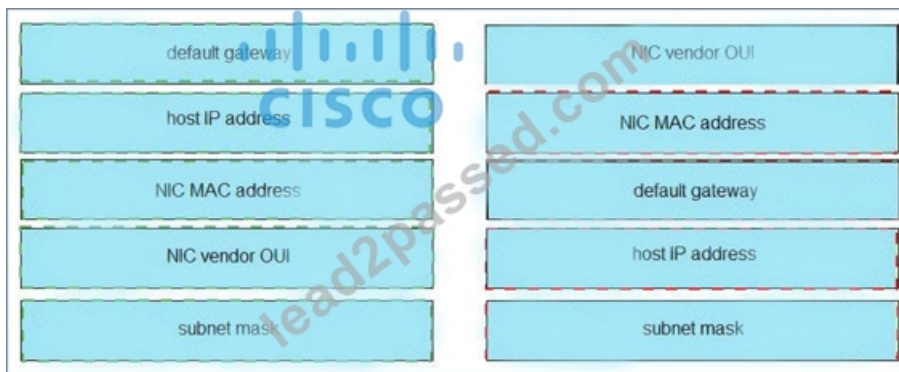 default gateway
host IP address
NIC MAC address
NIC vendor OUI
subnet mask
NIC vendor OUI
NIC MAC address
default gateway
host IP address
subnet mask
CISCO
lead2passed.com